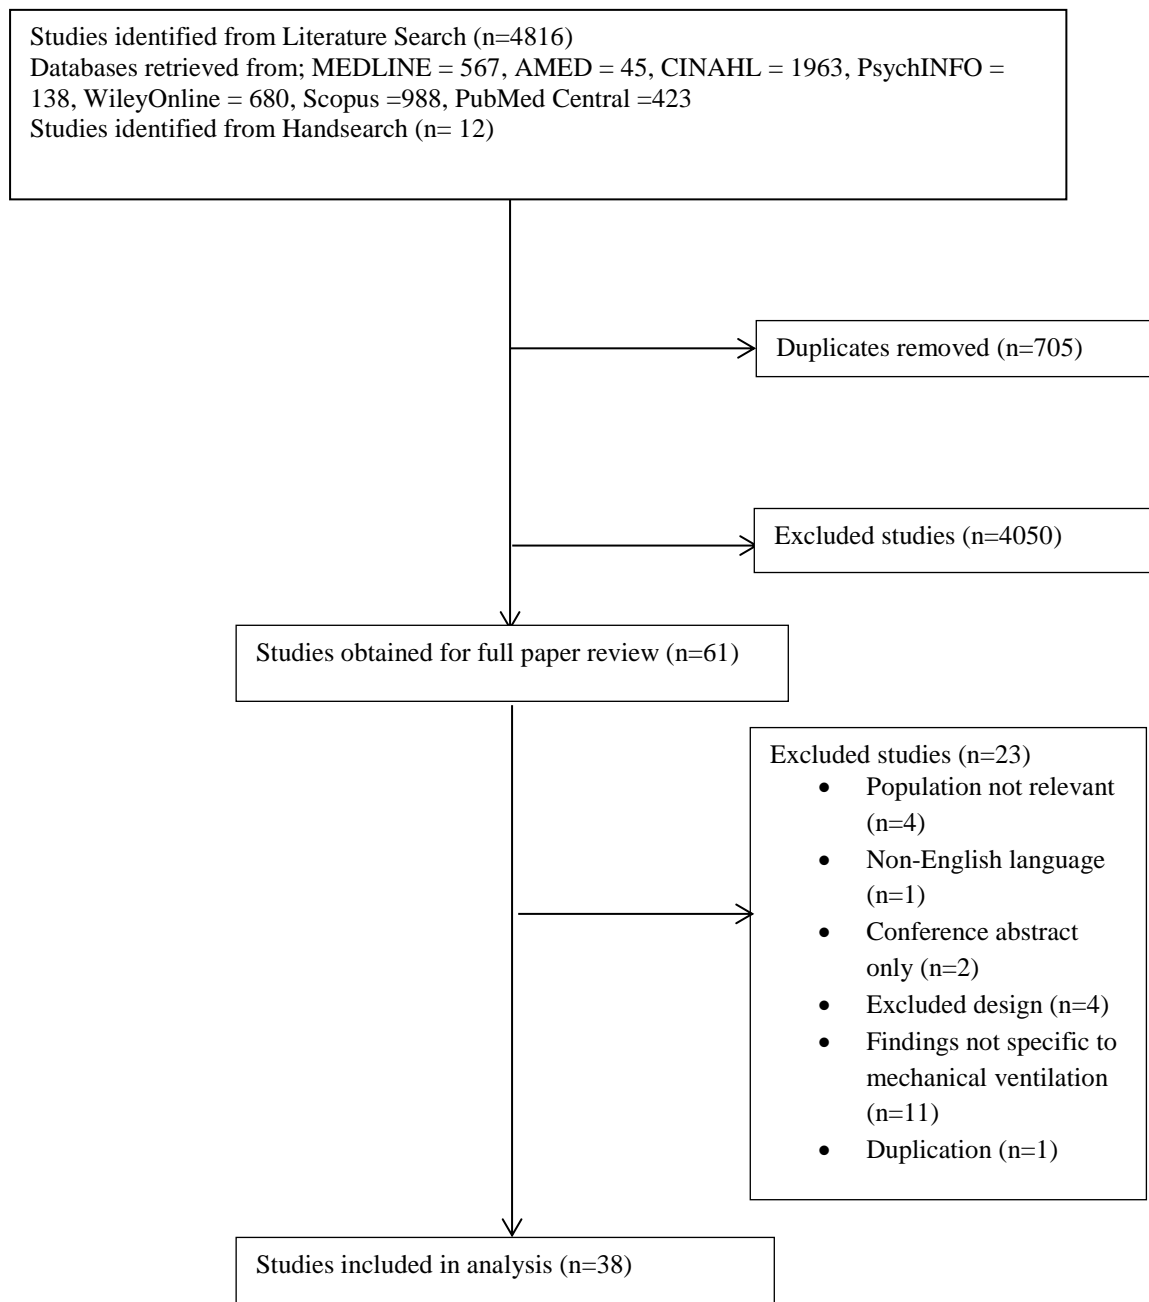 Studies identified from Literature Search (n=4816)
Databases retrieved from; MEDLINE = 567, AMED = 45, CINAHL = 1963, PsychINFO =
138, WileyOnline = 680, Scopus =988, PubMed Central =423
Studies identified from Handsearch (n= 12)
Duplicates removed (n=705)
Excluded studies (n=4050)
Studies obtained for full paper review (n=61)
Excluded studies (n=23)
• Population not relevant
(n=4)
• Non-English language
(n=1)
• Conference abstract
only (n=2)
• Excluded design (n=4)
• Findings not specific to
mechanical ventilation
(n=11)
• Duplication (n=1)
Studies included in analysis (n=38)